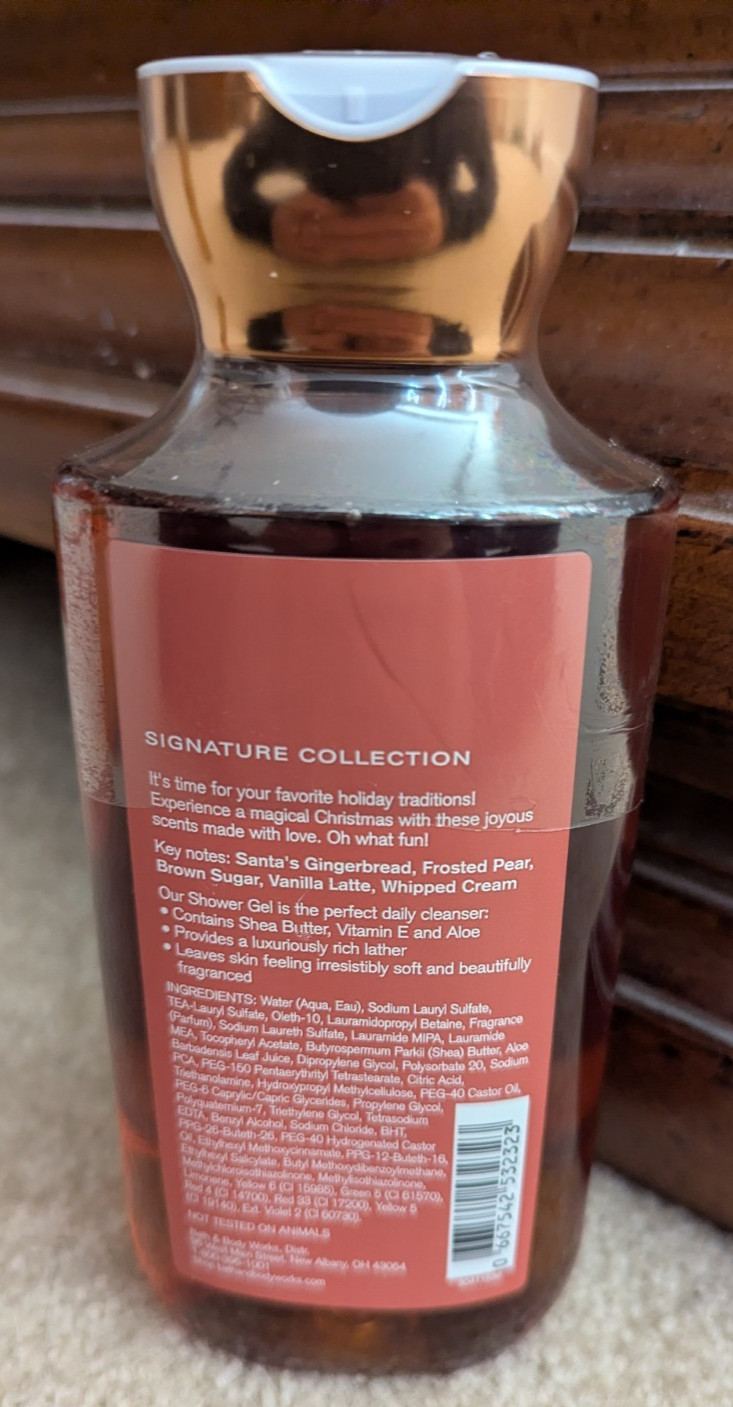 SIGNATURE COLLECTION
It's time for your favorite holiday traditions!
Experience a magical Christmas with these joyous
scents made with love. Oh what fun!
Key notes: Santa's Gingerbread, Frosted Pear,
Brown Sugar, Vanilla Latte, Whipped Cream
Our Shower Gel is the perfect daily cleanser:
• Contains Shea Butter, Vitamin E and Aloe
• Provides a luxuriously rich lather
• Leaves skin feeling irresistibly soft and beautifully
fragranced
INGREDIENTS: Water (Aqua, Eau), Sodium Lauryl Sulfate,
TEA-Lauryl Sulfate, Oleth-10, Lauramidopropyl Betaine, Fragrance
(Parfum), Sodium Laureth Sulfate, Lauramide MIPA, Lauramide
MEA, Tocopheryl Acetate, Butyrospermum Parkii (Shea) Butter, Aloe
Barbadensis Leaf Juice, Dipropylene Glycol, Polysorbate 20, Sodium
PCA, PEG-150 Pentaerythrityl Tetrastearate, Citric Acid,
Triethanolamine, Hydroxypropyl Methylcellulose, PEG-40 Castor Oil,
PEG-6 Caprylic/Capric Glycerides, Propylene Glycol,
Polyquaternium-7, Triethylene Glycol, Tetrasodium
EDTA, Benzyl Alcohol, Sodium Chloride, BHT,
PPG-26-Buteth-26, PEG-40 Hydrogenated Castor
Oil, Ethylhexyl Methoxycinnamate, PPG-12-Buteth-16,
Ethylhexyl Salicylate, Butyl Methoxydibenzoylmethane,
Methylchloroisothiazolinone, Methylisothiazolinone,
Limonene, Yellow 6 (CI 15985), Green 5 (CI 61570),
Red 4 (CI 14700), Red 33 (CI 17200), Yellow 5
(CI 19140), Ext. Violet 2 (CI 60730).
NOT TESTED ON ANIMALS
Bath & Body Works, Distr.
West Main Street, New Albany, OH 43054
Shop bathandbodyworks.com
0 667542 532323